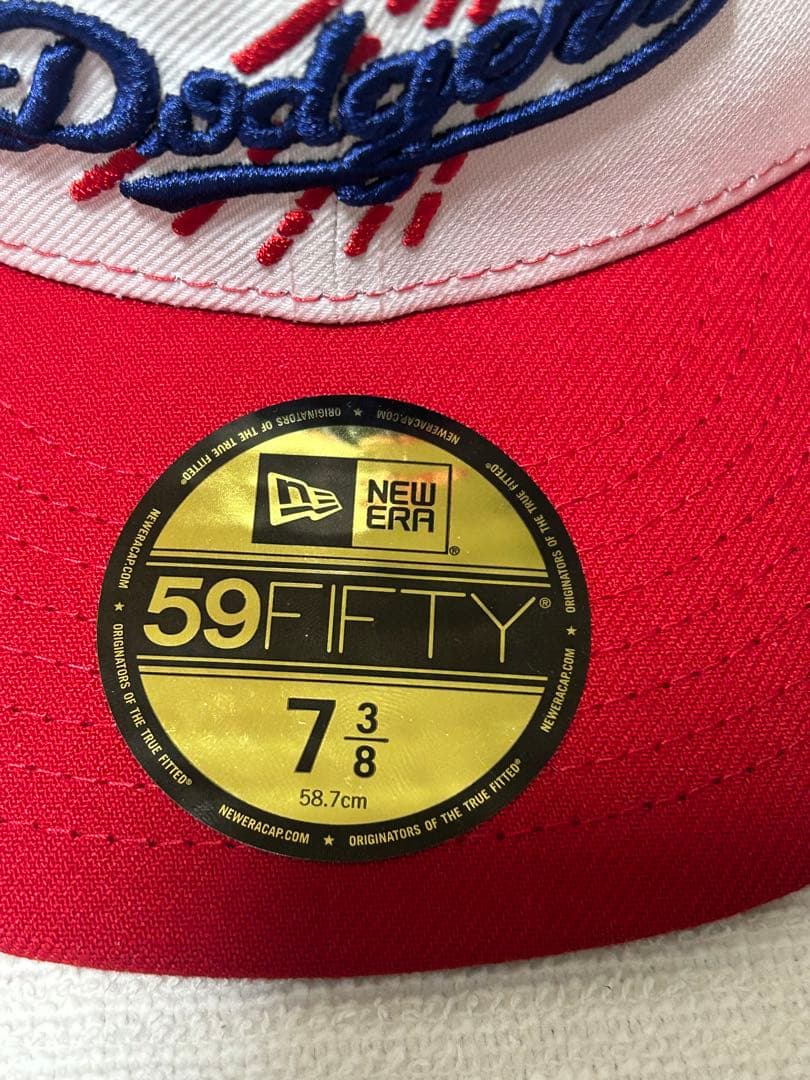 Dodgers
NEW
ERA®
59FIFTY®
7 3/8
58.7cm
NEWERACAP.COM ★ ORIGINATORS OF THE TRUE FITTED®
NEWERACAP.COM ★ ORIGINATORS OF THE TRUE FITTED®
NEWERACAP.COM ★ ORIGINATORS OF THE TRUE FITTED®
NEWERACAP.COM ★ ORIGINATORS OF THE TRUE FITTED®